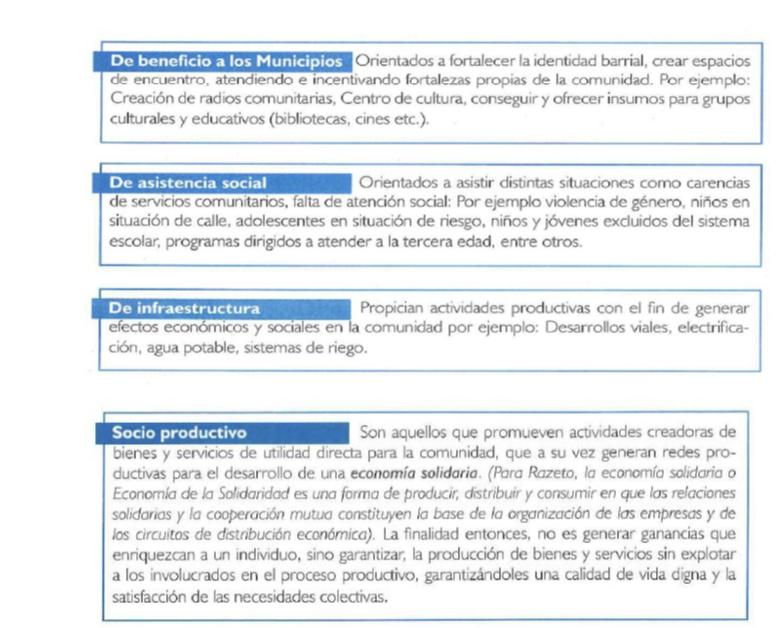 De beneficio a los Municipios Orientados a fortalecer la identidad barrial, crear espacios
de encuentro, atendiendo e incentivando fortalezas propias de la comunidad. Por ejemplo:
Creación de radios comunitarias, Centro de cultura, conseguir y ofrecer insumos para grupos
culturales y educativos (bibliotecas, cines etc.).
De asistencia social Orientados a asistir distintas situaciones como carencias
de servicios comunitarios, falta de atención social: Por ejemplo violencia de género, niños en
situación de calle, adolescentes en situación de riesgo, niños y jóvenes excluidos del sistema
escolar, programas dirigidos a atender a la tercera edad, entre otros.
De infraestructura Propician actividades productivas con el fin de generar
efectos económicos y sociales en la comunidad por ejemplo: Desarrollos viales, electrifica-
ción, agua potable, sistemas de riego.
Socio productivo Son aquellos que promueven actividades creadoras de
bienes y servicios de utilidad directa para la comunidad, que a su vez generan redes pro-
ductivas para el desarrollo de una economía solidaria. (Para Razeto, la economía solidaria o
Economía de la Solidaridad es una forma de producir, distribuir y consumir en que las relaciones
solidarias y la cooperación mutua constituyen la base de la organización de las empresas y de
los circuitos de distribución económica). La finalidad entonces, no es generar ganancias que
enriquezcan a un individuo, sino garantizar, la producción de bienes y servicios sin explotar
a los involucrados en el proceso productivo, garantizándoles una calidad de vida digna y la
satisfacción de las necesidades colectivas.